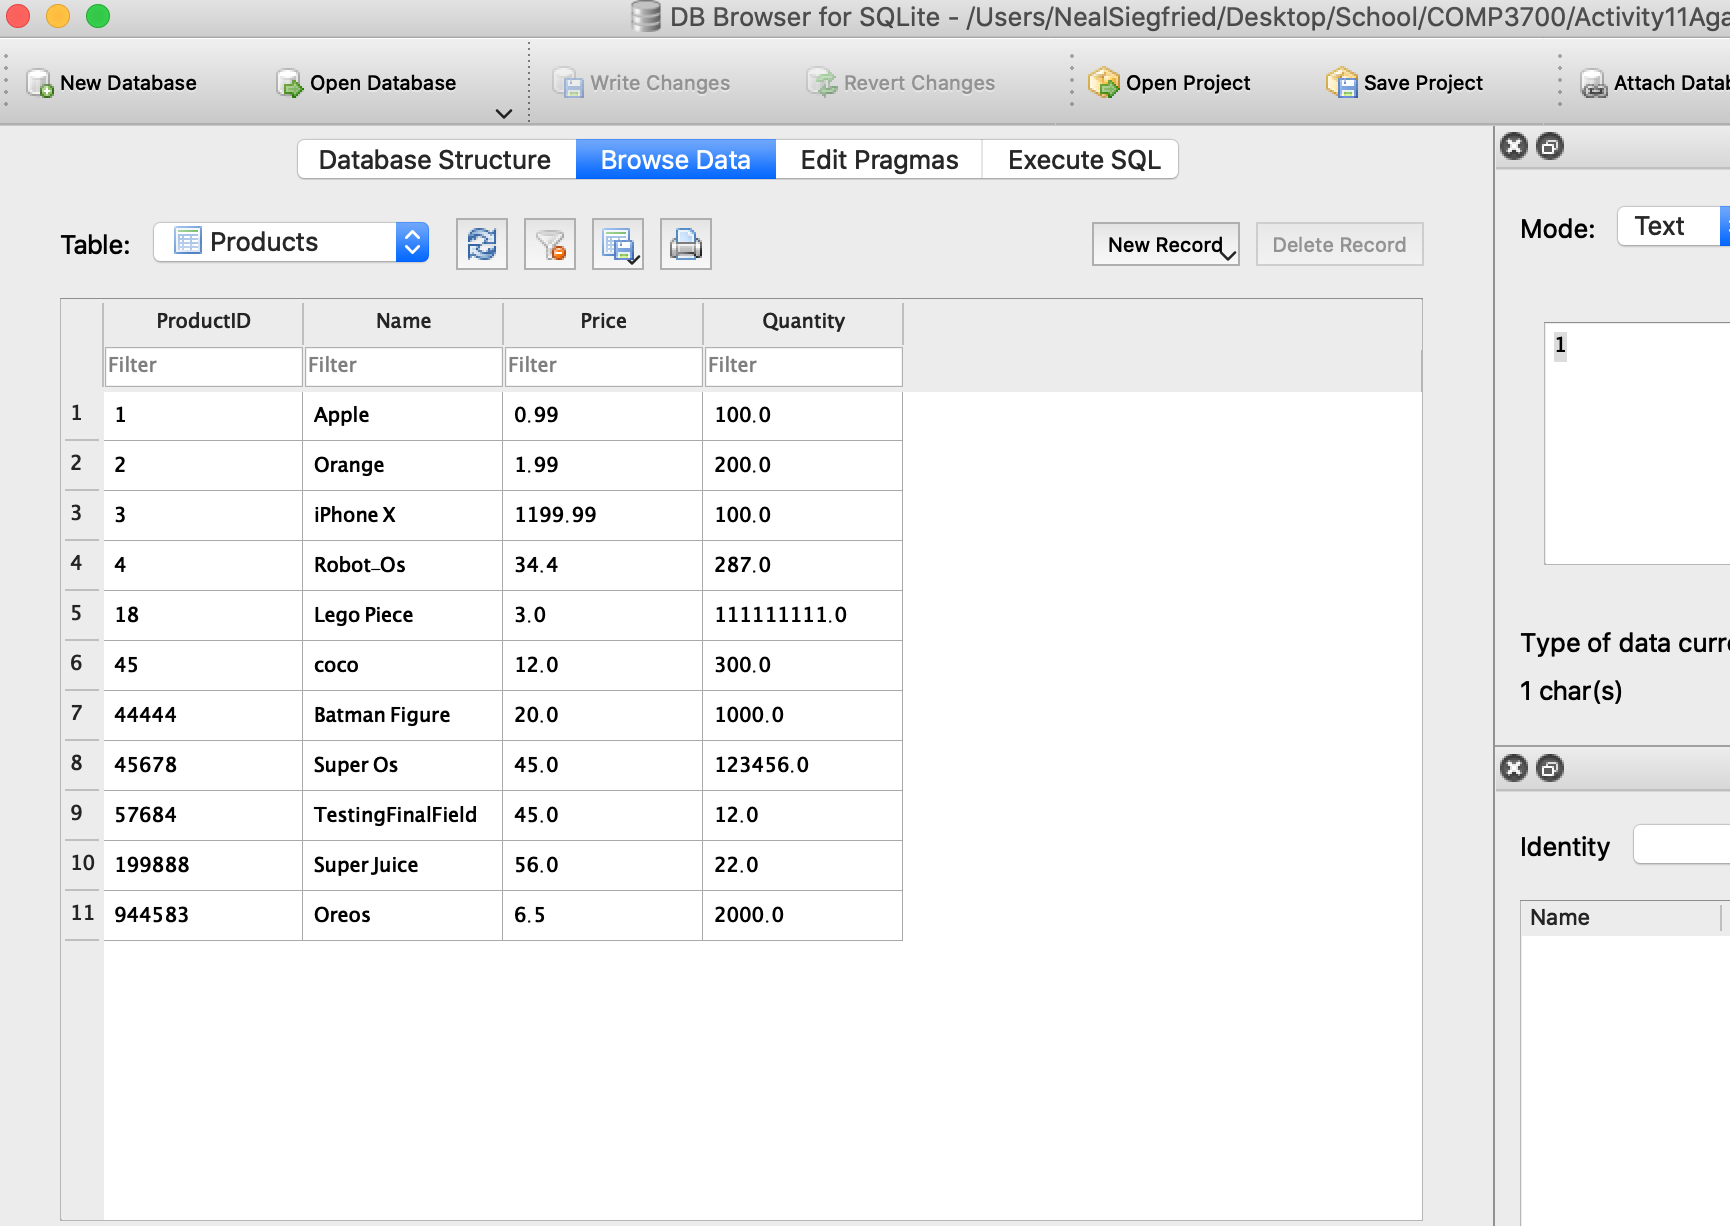 DB Browser for SQLite - /Users/NealSiegfried/Desktop/School/COMP3700/Activity11Aga
New Database Open Database Write Changes Revert Changes Open Project Save Project Attach Datab
Database Structure Browse Data Edit Pragmas Execute SQL
Table: Products New Record Delete Record
Mode: Text
ProductID Name Price Quantity
Filter Filter Filter Filter
1
1 1 Apple 0.99 100.0
2 2 Orange 1.99 200.0
3 3 iPhone X 1199.99 100.0
4 4 Robot_Os 34.4 287.0
5 18 Lego Piece 3.0 111111111.0
6 45 coco 12.0 300.0
7 44444 Batman Figure 20.0 1000.0
8 45678 Super Os 45.0 123456.0
9 57684 TestingFinalField 45.0 12.0
10 199888 Super Juice 56.0 22.0
11 944583 Oreos 6.5 2000.0
Type of data curre
1 char(s)
Identity
Name